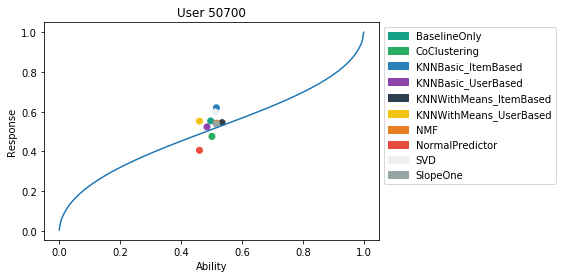 User 50700
1.0
0.8
0.6
0.4
0.2
0.0
Response
0.0 0.2 0.4 0.6 0.8 1.0
Ability
BaselineOnly
CoClustering
KNNBasic_ItemBased
KNNBasic_UserBased
KNNWithMeans_ItemBased
KNNWithMeans_UserBased
NMF
NormalPredictor
SVD
SlopeOne